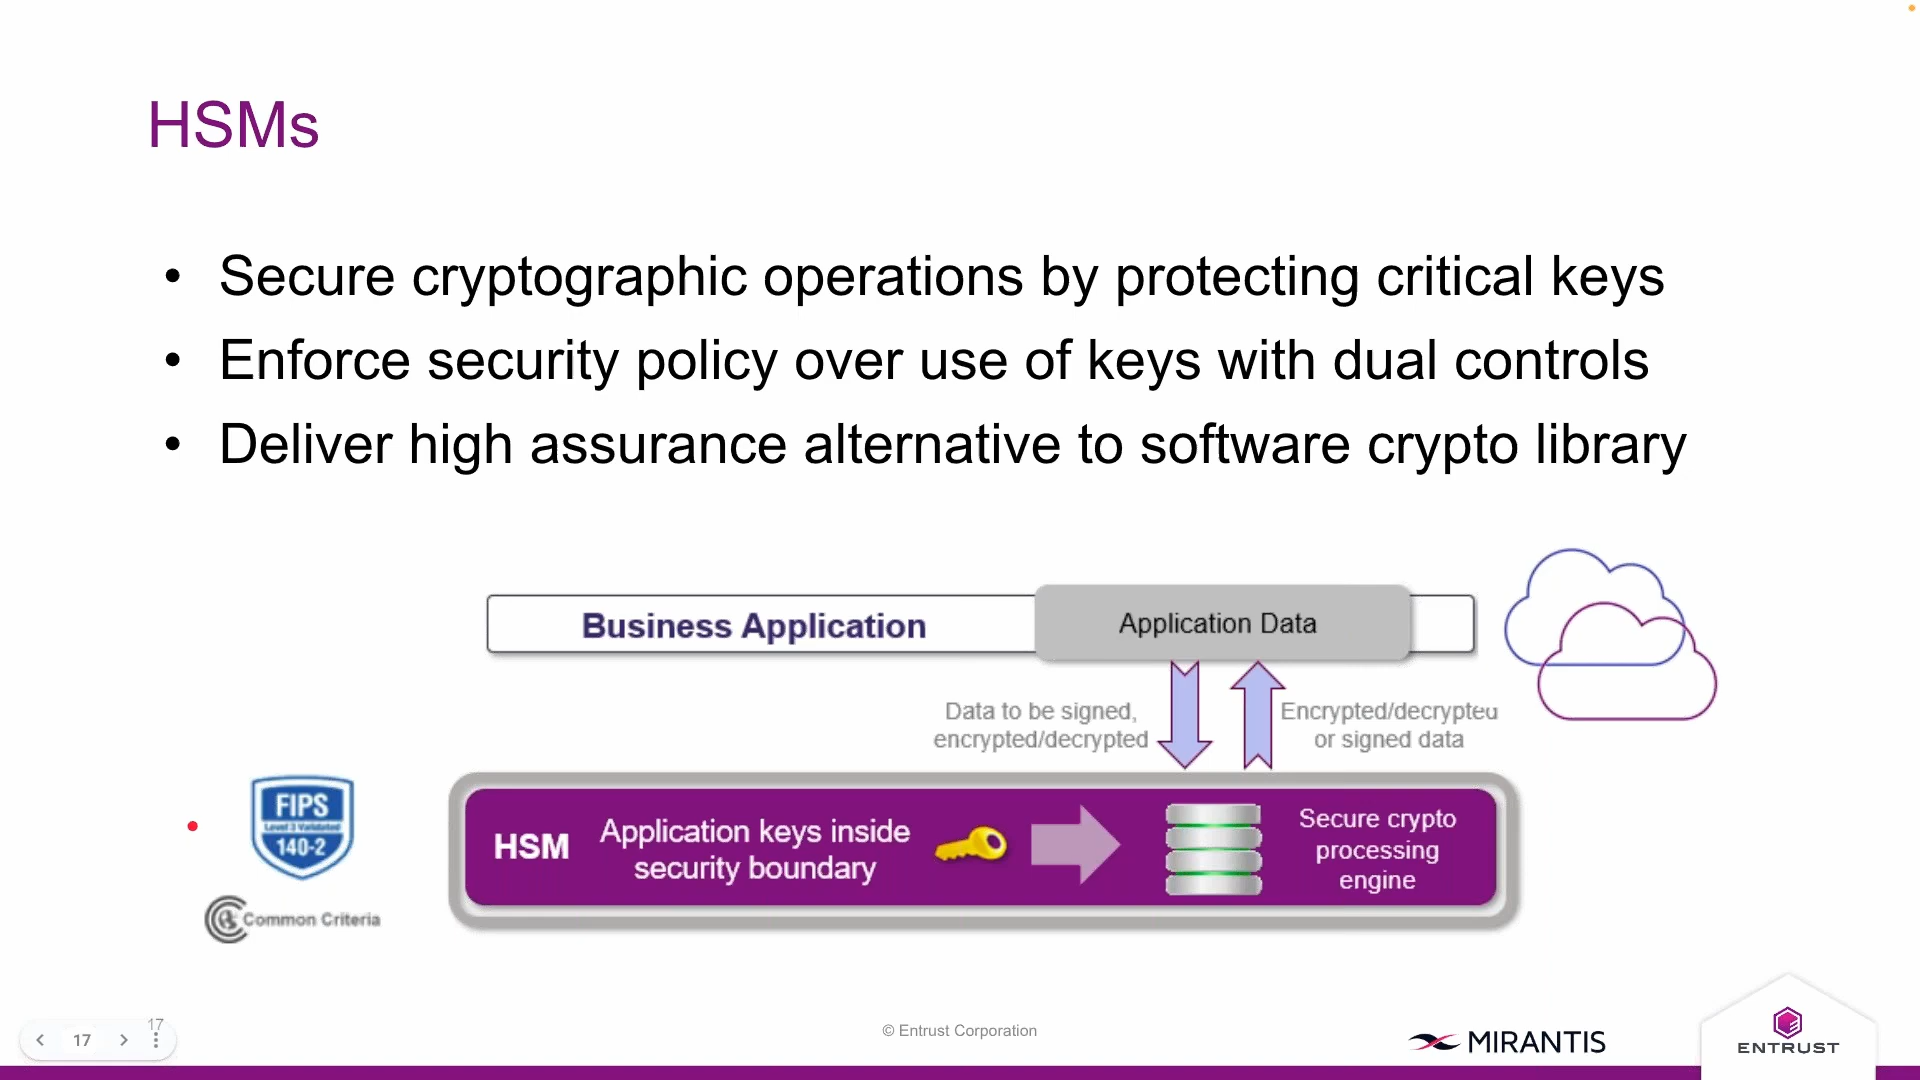 HSMs
• Secure cryptographic operations by protecting critical keys
• Enforce security policy over use of keys with dual controls
• Deliver high assurance alternative to software crypto library
Business Application
Application Data
Data to be signed,
encrypted/decrypted
Encrypted/decrypted
or signed data
FIPS
Level 3 Validated
140-2
Common Criteria
HSM
Application keys inside
security boundary
Secure crypto
processing
engine
17
17
© Entrust Corporation
MIRANTIS
ENTRUST